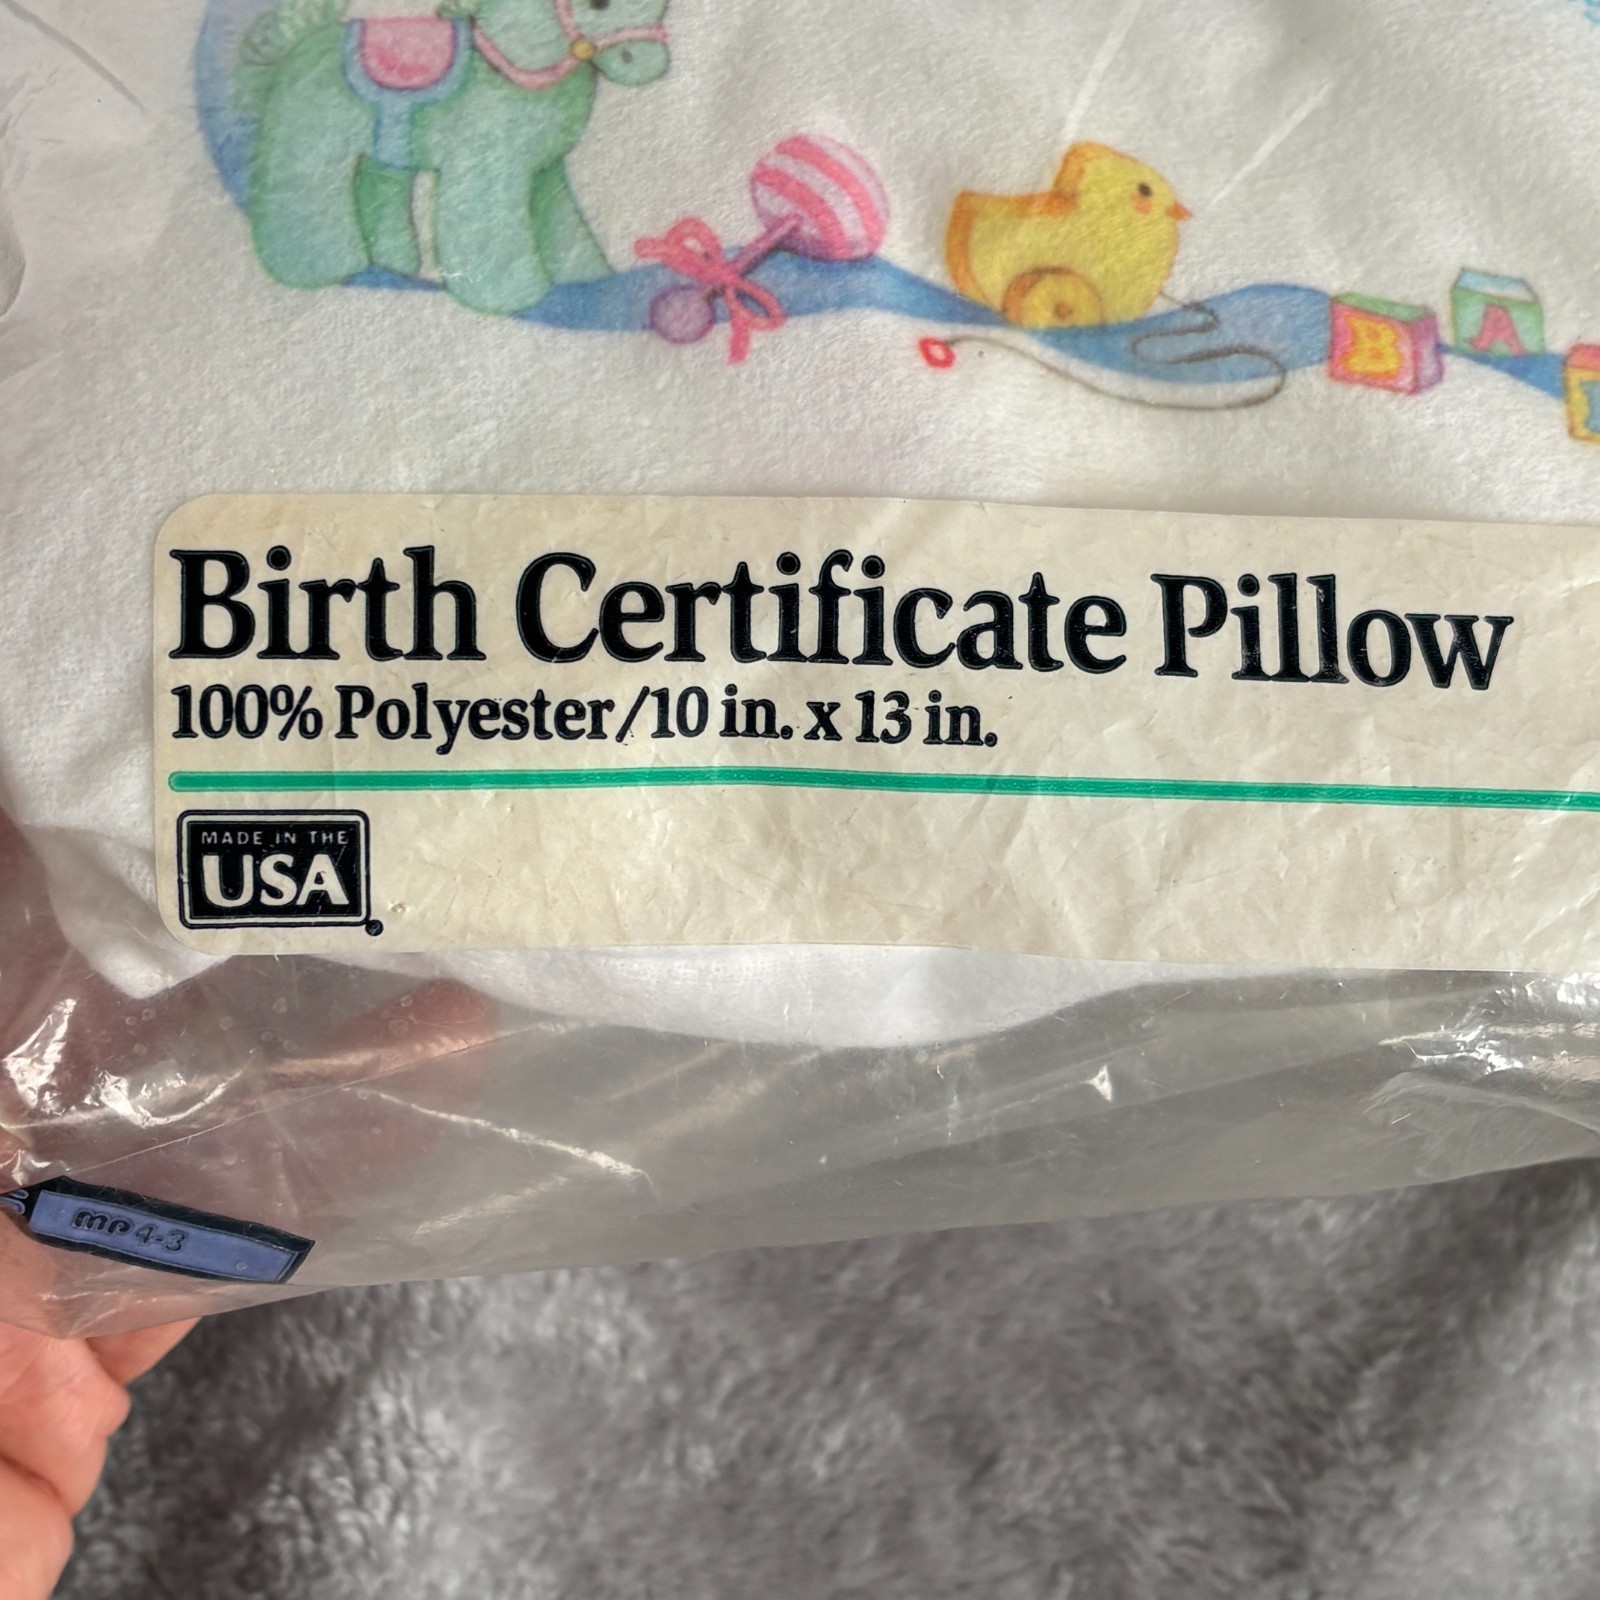 B A
Birth Certificate Pillow
100% Polyester/10 in. x 13 in.
MADE IN THE
USA
MP 4-3